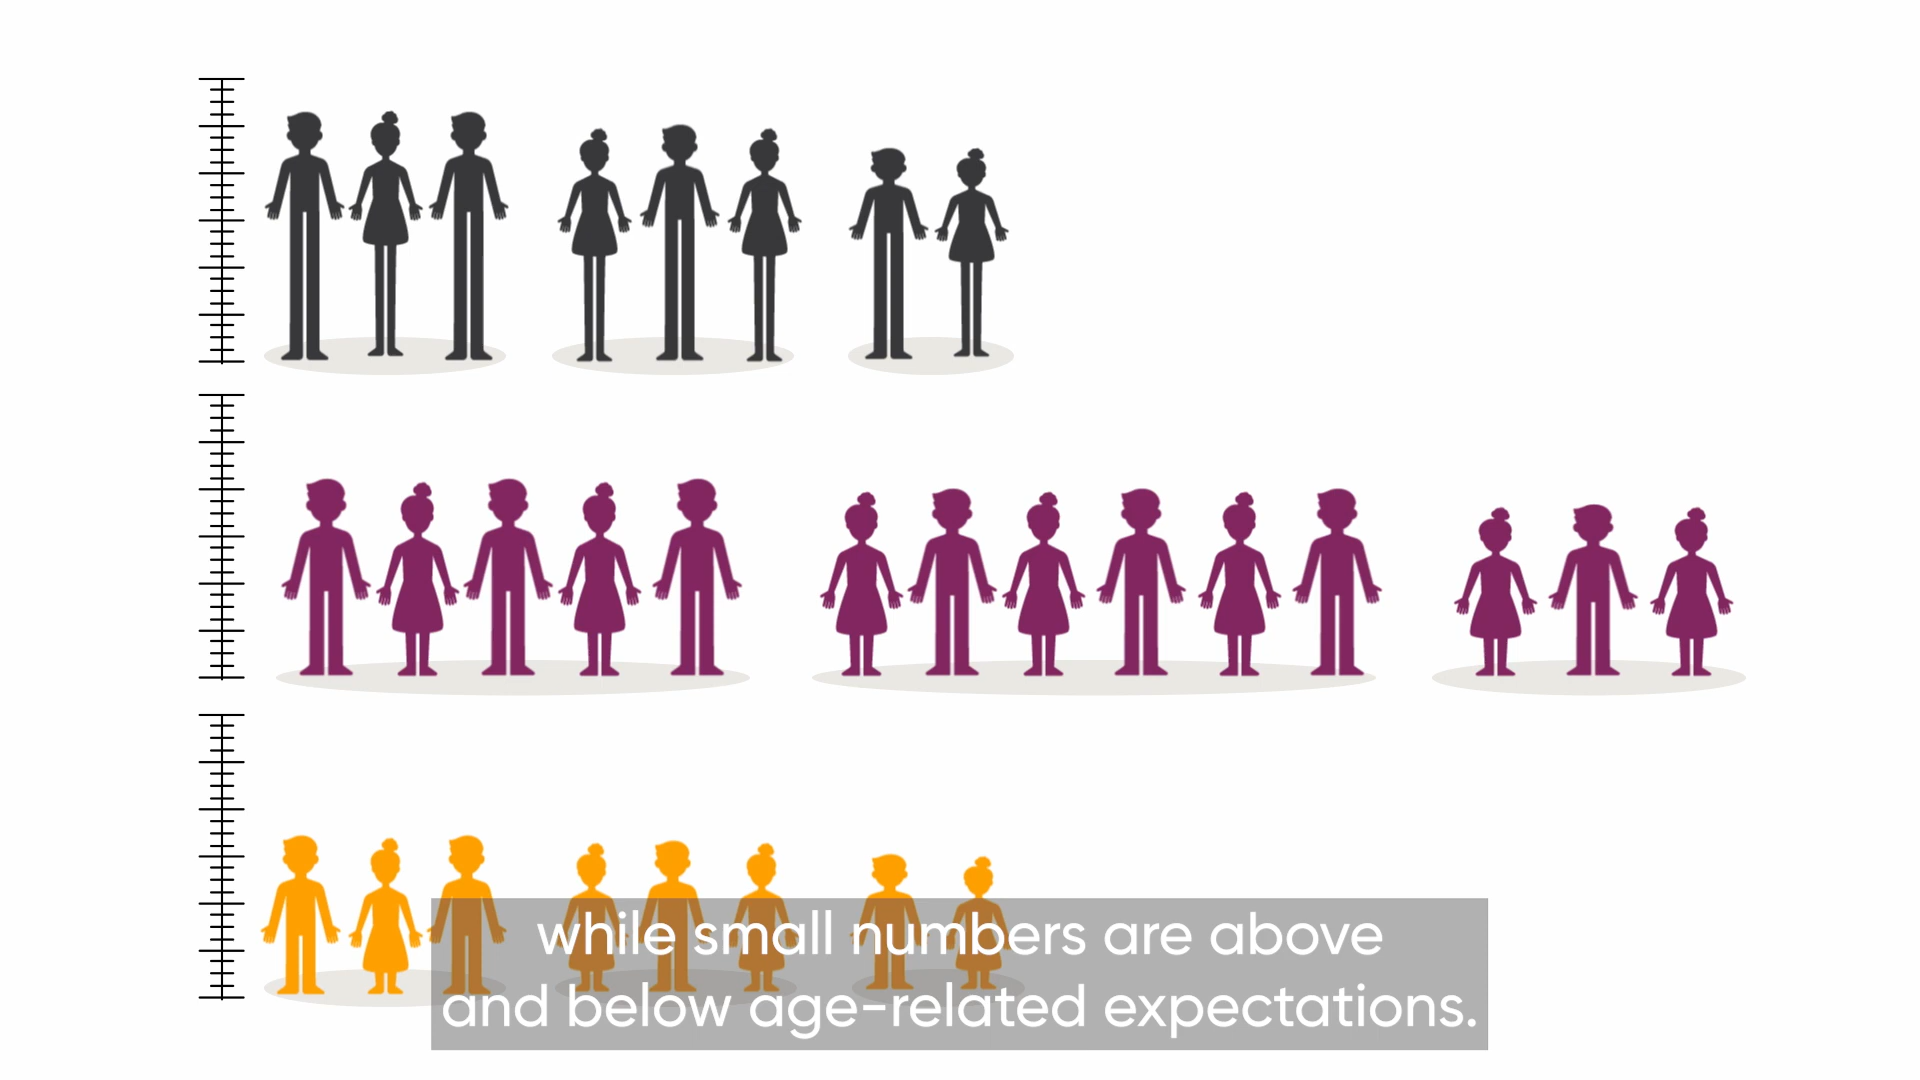 while small numbers are above
and below age-related expectations.